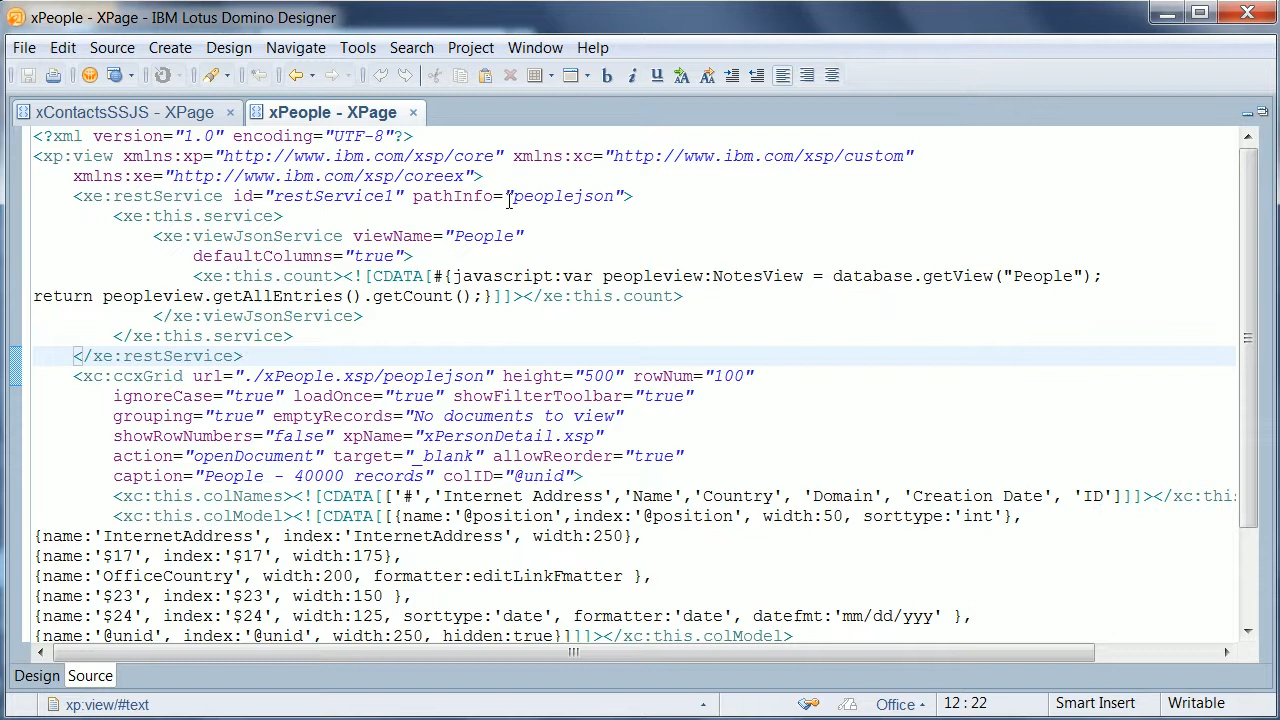 xPeople - XPage - IBM Lotus Domino Designer
File Edit Source Create Design Navigate Tools Search Project Window Help
xContactsSSJS - XPage xPeople - XPage
<?xml version="1.0" encoding="UTF-8"?>
<xp:view xmlns:xp="http://www.ibm.com/xsp/core" xmlns:xc="http://www.ibm.com/xsp/custom"
xmlns:xe="http://www.ibm.com/xsp/coreex">
<xe:restService id="restService1" pathInfo="peoplejson">
<xe:this.service>
<xe:viewJsonService viewName="People"
defaultColumns="true">
<xe:this.count><![CDATA[#{javascript:var peopleview:NotesView = database.getView("People");
return peopleview.getAllEntries().getCount();}]]></xe:this.count>
</xe:viewJsonService>
</xe:this.service>
</xe:restService>
<xc:ccxGrid url="./xPeople.xsp/peoplejson" height="500" rowNum="100"
ignoreCase="true" loadOnce="true" showFilterToolbar="true"
grouping="true" emptyRecords="No documents to view"
showRowNumbers="false" xpName="xPersonDetail.xsp"
action="openDocument" target="_blank" allowReorder="true"
caption="People - 40000 records" colID="@unid">
<xc:this.colNames><![CDATA[['#','Internet Address','Name','Country', 'Domain', 'Creation Date', 'ID']]]></xc:this
<xc:this.colModel><![CDATA[[{name:'@position',index:'@position', width:50, sorttype:'int'},
{name:'InternetAddress', index:'InternetAddress', width:250},
{name:'$17', index:'$17', width:175},
{name:'OfficeCountry', width:200, formatter:editLinkFmatter },
{name:'$23', index:'$23', width:150 },
{name:'$24', index:'$24', width:125, sorttype:'date', formatter:'date', datefmt:'mm/dd/yyy' },
{name:'@unid', index:'@unid', width:250, hidden:true}]]]></xc:this.colModel>
Design Source
xp:view/#text Office 12 : 22 Smart Insert Writable